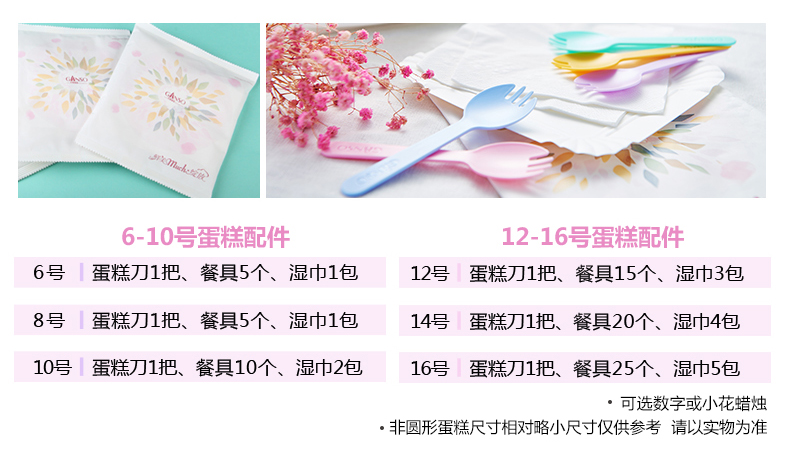 GANSO
GANSO
Much
GANSO
6-10号蛋糕配件
6号 蛋糕刀1把、餐具5个、湿巾1包
8号 蛋糕刀1把、餐具5个、湿巾1包
10号 蛋糕刀1把、餐具10个、湿巾2包
12-16号蛋糕配件
12号 蛋糕刀1把、餐具15个、湿巾3包
14号 蛋糕刀1把、餐具20个、湿巾4包
16号 蛋糕刀1把、餐具25个、湿巾5包
• 可选数字或小花蜡烛
• 非圆形蛋糕尺寸相对略小尺寸仅供参考 请以实物为准